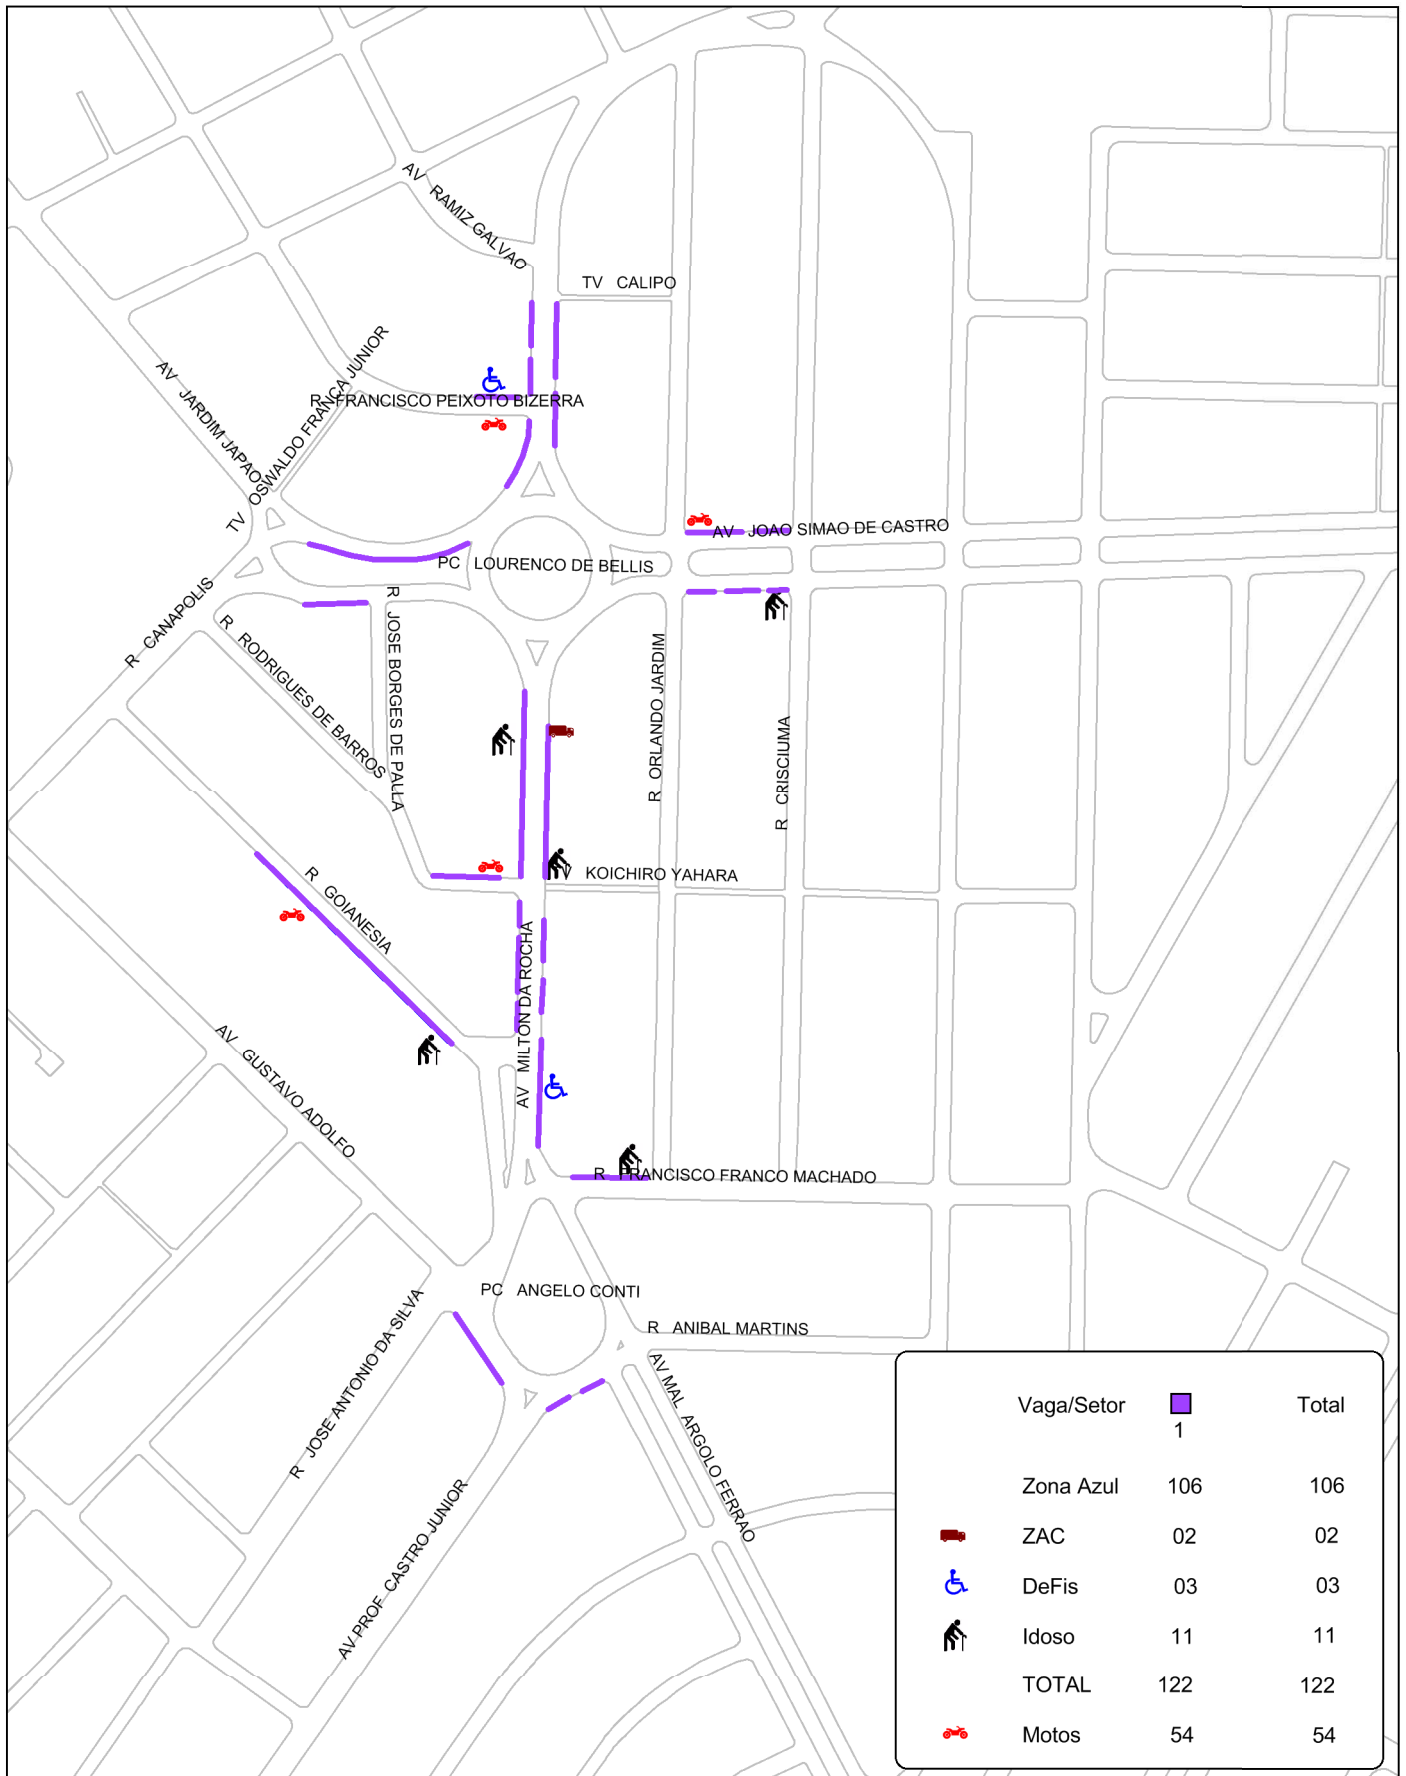 AV RAMIZ GALVAO
TV CALIPO
AV JARDIM JAPAO
TV OSWALDO FRANCA JUNIOR
R FRANCISCO PEIXOTO BIZERRA
AV JOAO SIMAO DE CASTRO
PC LOURENCO DE BELLIS
R CANAPOLIS
R RODRIGUES DE BARROS
R JOSE BORGES DE PALLA
R ORLANDO JARDIM
R CRISCIUMA
TV KOICHIRO YAHARA
R GOIANESIA
AV MILTON DA ROCHA
AV GUSTAVO ADOLFO
R FRANCISCO FRANCO MACHADO
PC ANGELO CONTI
R ANIBAL MARTINS
R JOSE ANTONIO DA SILVA
AV MAL ARGOLO FERRAO
AV PROF CASTRO JUNIOR
Vaga/Setor Total
1
Zona Azul 106 106
ZAC 02 02
DeFis 03 03
Idoso 11 11
TOTAL 122 122
Motos 54 54